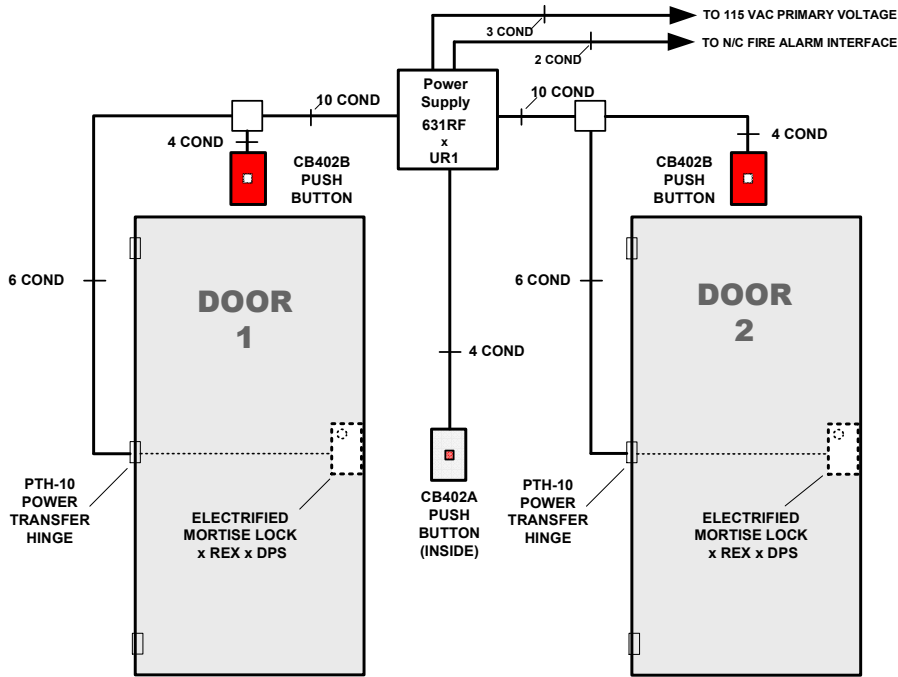 TO 115 VAC PRIMARY VOLTAGE
3 COND
TO N/C FIRE ALARM INTERFACE
2 COND
Power
Supply
631RF
x
UR1
10 COND
10 COND
4 COND
4 COND
CB402B
PUSH
BUTTON
CB402B
PUSH
BUTTON
6 COND
6 COND
DOOR
1
DOOR
2
4 COND
PTH-10
POWER
TRANSFER
HINGE
ELECTRIFIED
MORTISE LOCK
x REX x DPS
CB402A
PUSH
BUTTON
(INSIDE)
PTH-10
POWER
TRANSFER
HINGE
ELECTRIFIED
MORTISE LOCK
x REX x DPS